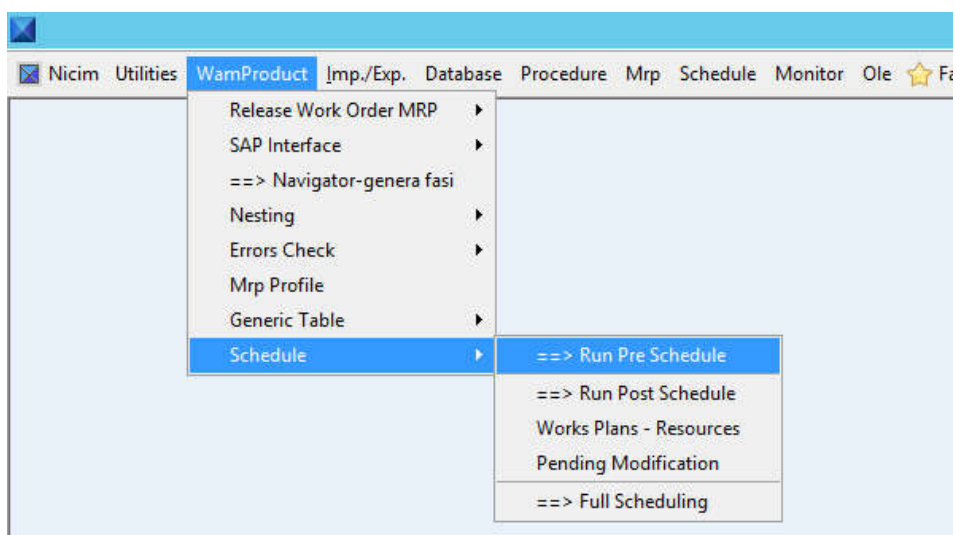 Nicim Utilities WamProduct Imp./Exp. Database Procedure Mrp Schedule Monitor Ole Fa
Release Work Order MRP
SAP Interface
==> Navigator-genera fasi
Nesting
Errors Check
Mrp Profile
Generic Table
Schedule
==> Run Pre Schedule
==> Run Post Schedule
Works Plans - Resources
Pending Modification
==> Full Scheduling